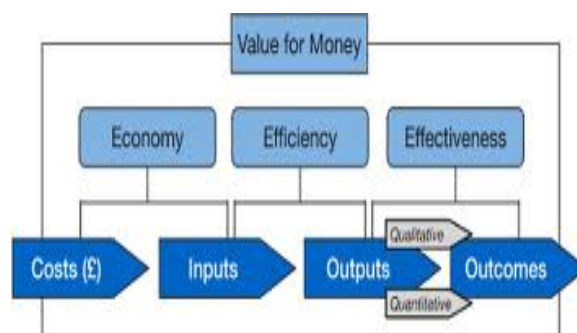 Value for Money
Economy
Efficiency
Effectiveness
Qualitative
Costs (£)
Inputs
Outputs
Outcomes
Quantitative